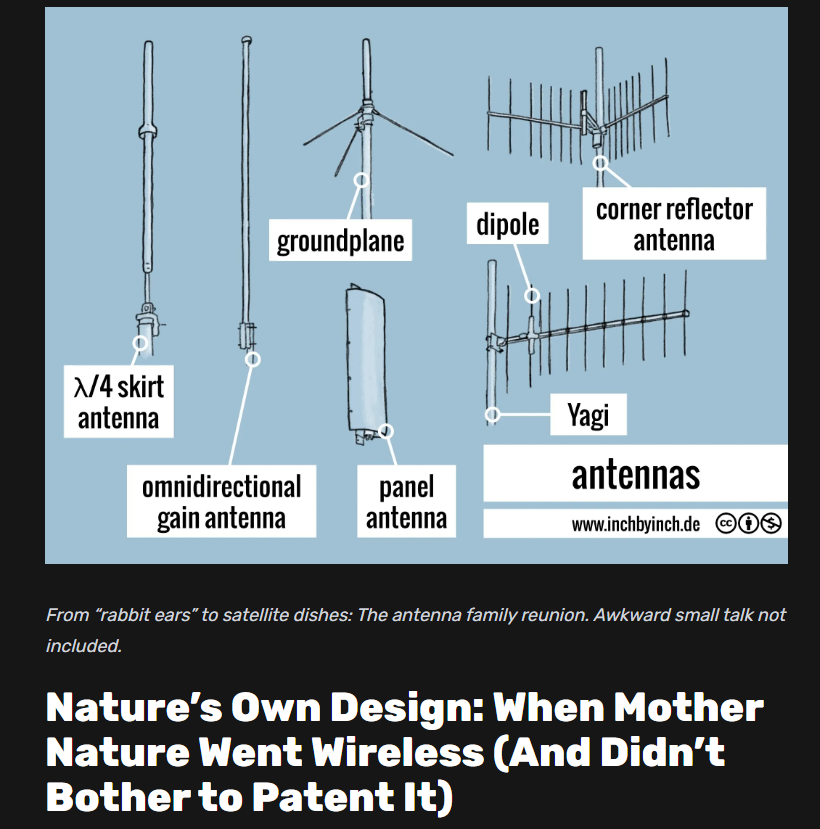 groundplane
corner reflector
antenna
dipole
λ/4 skirt
antenna
Yagi
omnidirectional
gain antenna
panel
antenna
antennas
www.inchbyinch.de
cc
From “rabbit ears” to satellite dishes: The antenna family reunion. Awkward small talk not
included.
Nature’s Own Design: When Mother
Nature Went Wireless (And Didn’t
Bother to Patent It)